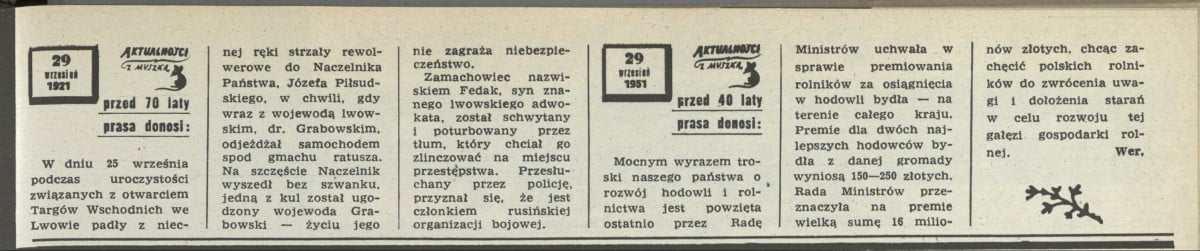 29
wrzesień
1921
AKTUALNOŚCI
Z MYSZKĄ
przed 70 laty
prasa donosi:
W dniu 25 września
podczas uroczystości
związanych z otwarciem
Targów Wschodnich we
Lwowie padły z niec-
nej ręki strzały rewol-
werowe do Naczelnika
Państwa, Józefa Piłsud-
skiego, w chwili, gdy
wraz z wojewodą lwow-
skim, dr. Grabowskim,
odjeżdżał samochodem
spod gmachu ratusza.
Na szczęście Naczelnik
wyszedł bez szwanku,
jedną z kul został ugo-
dzony wojewoda Gra-
bowski — życiu jego
nie zagraża niebezpie-
czeństwo.
Zamachowiec nazwi-
skiem Fedak, syn zna-
nego lwowskiego adwo-
kata, został schwytany
i poturbowany przez
tłum, który chciał go
zlinczować na miejscu
przestępstwa. Przesłu-
chany przez policję,
przyznał się, że jest
członkiem rusińskiej
organizacji bojowej.
29
wrzesień
1951
AKTUALNOŚCI
Z MYSZKĄ
przed 40 laty
prasa donosi:
Mocnym wyrazem tro-
ski naszego państwa o
rozwój hodowli i rol-
nictwa jest powzięta
ostatnio przez Radę
Ministrów uchwała w
sprawie premiowania
rolników za osiągnięcia
w hodowli bydła — na
terenie całego kraju.
Premie dla dwóch naj-
lepszych hodowców by-
dła z danej gromady
wyniosą 150—250 złotych.
Rada Ministrów prze-
znaczyła na premie
wielką sumę 16 milio-
nów złotych, chcąc za-
chęcić polskich rolni-
ków do zwrócenia uwa-
gi i dołożenia starań
w celu rozwoju tej
gałęzi gospodarki rol-
nej. Wer.